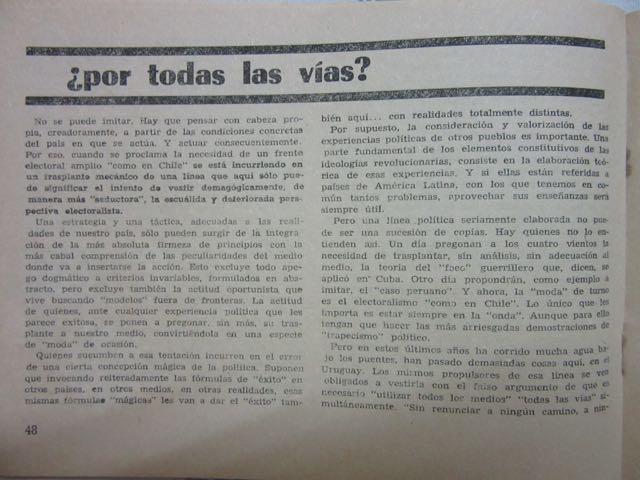 ¿por todas las vías?
No se puede imitar. Hay que pensar con cabeza pro-
pia, creadoramente, a partir de las condiciones concretas
del país en que se actúa. Y actuar consecuentemente.
Por eso, cuando se proclama la necesidad de un frente
electoral amplio "como en Chile" se está incurriendo en
un trasplante mecánico de una línea que aquí sólo pue-
de significar el intento de vestir demagógicamente, de
manera más "seductora", la escuálida y deteriorada pers-
pectiva electoralista.
Una estrategia y una táctica, adecuadas a las reali-
dades de nuestro país, sólo pueden surgir de la integra-
ción de la más absoluta firmeza de principios con la
más cabal comprensión de las peculiaridades del medio
donde va a insertarse la acción. Esto excluye todo ape-
go dogmático a criterios invariables, formulados en abs-
tracto, pero excluye también la actitud oportunista que
vive buscando "modelos" fuera de fronteras. La actitud
de quienes, ante cualquier experiencia política que les
parece exitosa, se ponen a pregonar, sin más, su tras-
plante a nuestro medio, convirtiéndola en una especie
de "moda" de ocasión.
Quienes sucumben a esa tentación incurren en el error
de una cierta concepción mágica de la política. Suponen
que invocando reiteradamente las fórmulas de "éxito" en
otros países, en otros medios, en otras realidades, esas
mismas fórmulas "mágicas" les van a dar el "éxito" tam-
bién aquí... con realidades totalmente distintas.
Por supuesto, la consideración y valorización de las
experiencias políticas de otros pueblos es importante. Una
parte fundamental de los elementos constitutivos de las
ideologías revolucionarias, consiste en la elaboración teó-
rica de esas experiencias. Y si ellas están referidas a
países de América Latina, con los que tenemos en co-
mún tantos problemas, aprovechar sus enseñanzas será
siempre útil.
Pero una línea política seriamente elaborada no pue-
de ser una sucesión de copias. Hay quienes no lo en-
tienden así. Un día pregonan a los cuatro vientos la
necesidad de trasplantar, sin análisis, sin adecuación al
medio, la teoría del "foco" guerrillero que, dicen, se
aplicó en Cuba. Otro día propondrán, como ejemplo a
imitar, el "caso peruano". Y ahora, la "moda" de turno
es el electoralismo "como en Chile". Lo único que les
importa es estar siempre en la "onda". Aunque para ello
tengan que hacer las más arriesgadas demostraciones de
"trapecismo" político.
Pero en estos últimos años ha corrido mucha agua ba-
jo los puentes, han pasado demasiadas cosas aquí, en el
Uruguay. Los mismos propulsores de esa línea se ven
obligados a vestirla con el falso argumento de que es
necesario "utilizar todos los medios" "todas las vías" si-
multáneamente. "Sin renunciar a ningún camino, a nin-
48